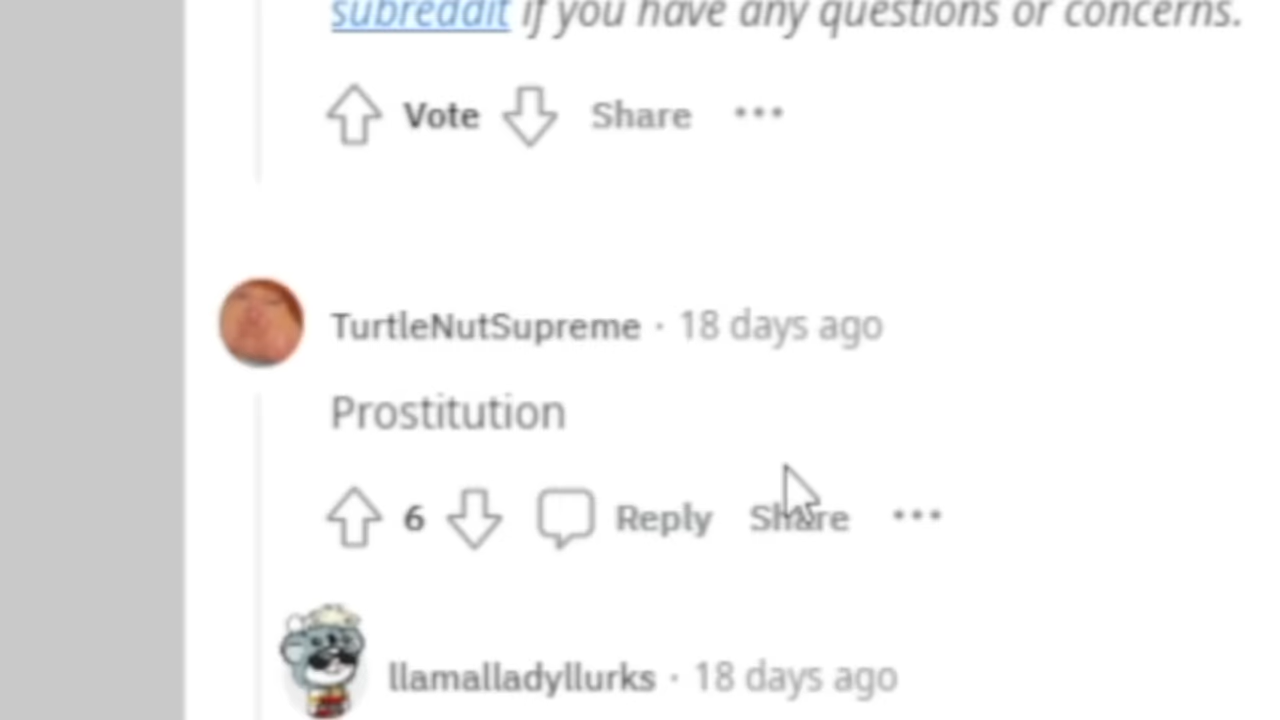 subreddit if you have any questions or concerns.
Vote Share ...
TurtleNutSupreme · 18 days ago
Prostitution
6 Reply Share ...
llamalladyllurks · 18 days ago